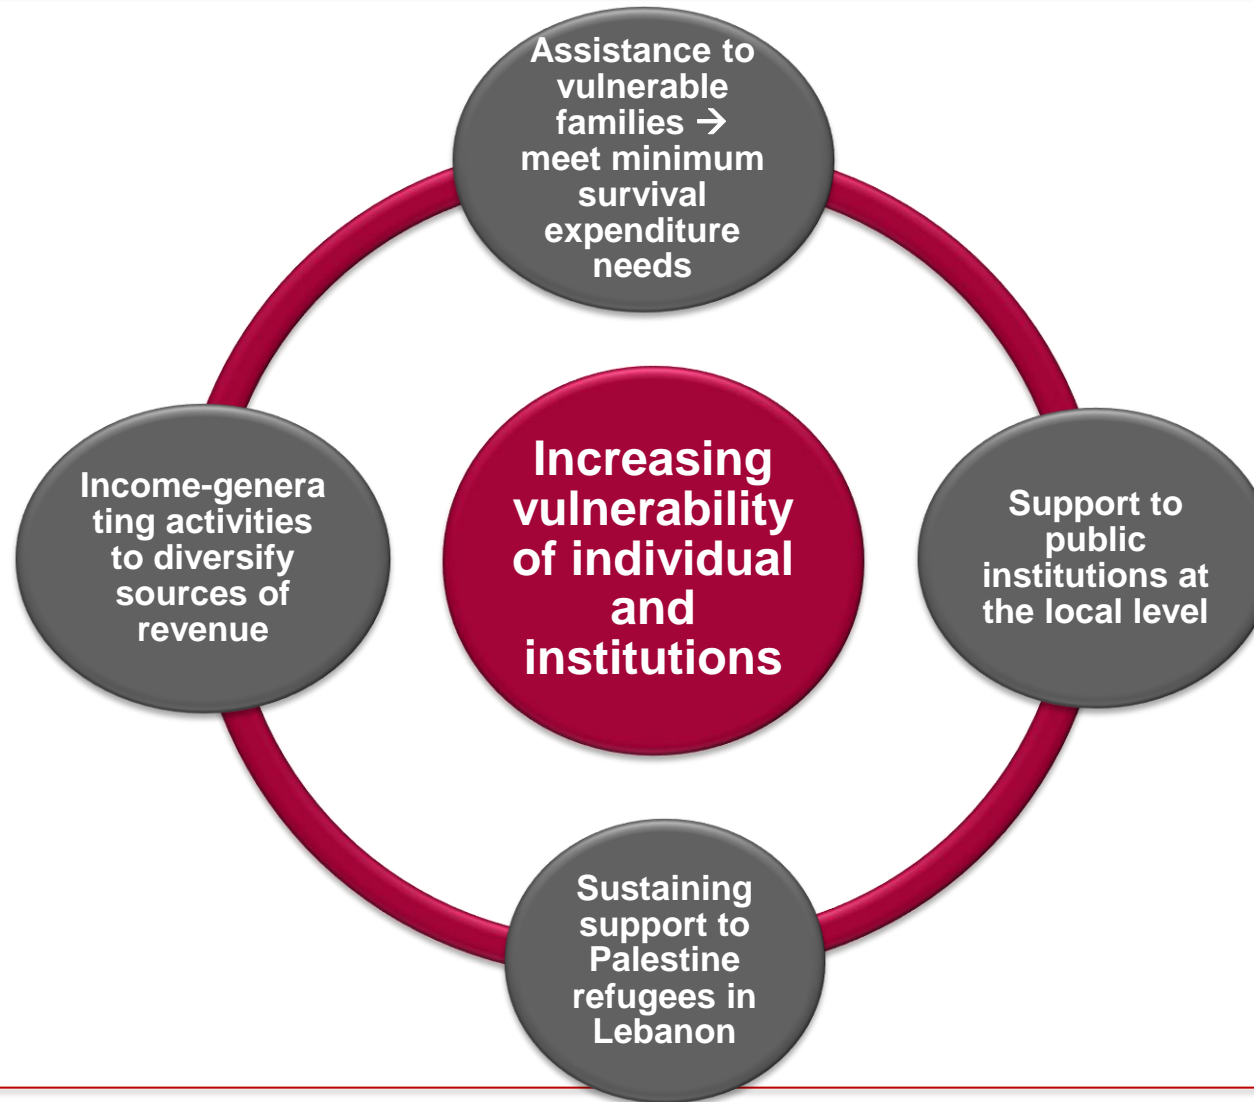 Assistance to
vulnerable
families →
meet minimum
survival
expenditure
needs
Income-genera
ting activities
to diversify
sources of
revenue
Increasing
vulnerability
of individual
and
institutions
Support to
public
institutions at
the local level
Sustaining
support to
Palestine
refugees in
Lebanon